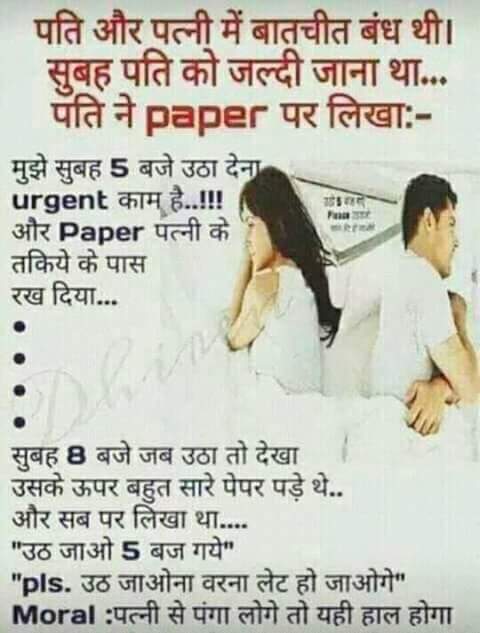 पति और पत्नी में बातचीत बंध थी।
सुबह पति को जल्दी जाना था...
पति ने paper पर लिखा:-
मुझे सुबह 5 बजे उठा देना
urgent काम है..!!!
और Paper पत्नी के
तकिये के पास
रख दिया...
सुबह 8 बजे जब उठा तो देखा
उसके ऊपर बहुत सारे पेपर पड़े थे..
और सब पर लिखा था....
"उठ जाओ 5 बज गये"
"pls. उठ जाओना वरना लेट हो जाओगे"
Moral :पत्नी से पंगा लोगे तो यही हाल होगा